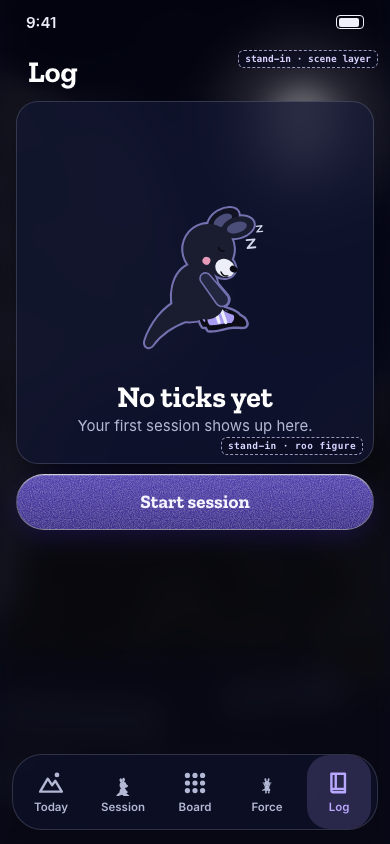 9:41
stand-in · scene layer
Log
z
z
No ticks yet
Your first session shows up here.
stand-in · roo figure
Start session
Today
Session
Board
Force
Log